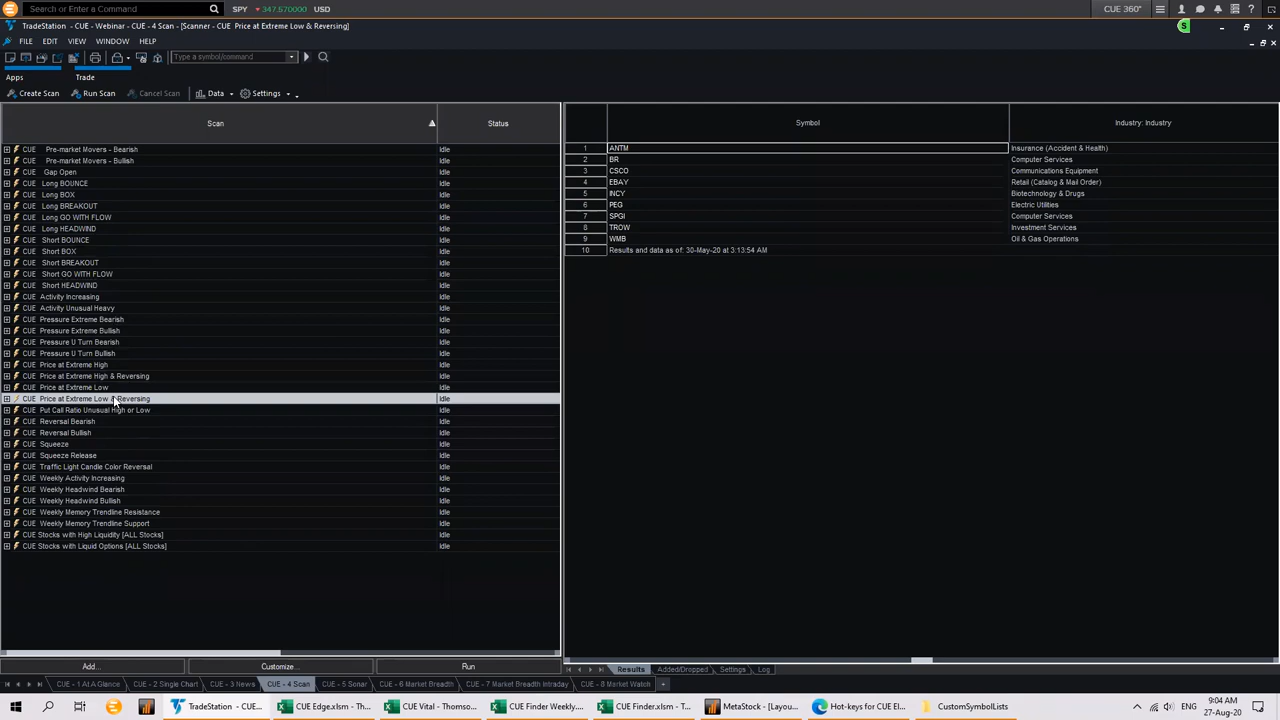 Search or Enter a Command
SPY 347.570000 USD
CUE 360°
TradeStation - CUE - Webinar - CUE - 4 Scan - [Scanner - CUE Price at Extreme Low & Reversing]
FILE EDIT VIEW WINDOW HELP
Type a symbol/command
Apps Trade
Create Scan Run Scan Cancel Scan Data Settings
Scan Status
CUE Pre-market Movers - Bearish Idle
CUE Pre-market Movers - Bullish Idle
CUE Gap Open Idle
CUE Long BOUNCE Idle
CUE Long BOX Idle
CUE Long BREAKOUT Idle
CUE Long GO WITH FLOW Idle
CUE Long HEADWIND Idle
CUE Short BOUNCE Idle
CUE Short BOX Idle
CUE Short BREAKOUT Idle
CUE Short GO WITH FLOW Idle
CUE Short HEADWIND Idle
CUE Activity Increasing Idle
CUE Activity Unusual Heavy Idle
CUE Pressure Extreme Bearish Idle
CUE Pressure Extreme Bullish Idle
CUE Pressure U Turn Bearish Idle
CUE Pressure U Turn Bullish Idle
CUE Price at Extreme High Idle
CUE Price at Extreme High & Reversing Idle
CUE Price at Extreme Low Idle
CUE Price at Extreme Low & Reversing Idle
CUE Put Call Ratio Unusual High or Low Idle
CUE Reversal Bearish Idle
CUE Reversal Bullish Idle
CUE Squeeze Idle
CUE Squeeze Release Idle
CUE Traffic Light Candle Color Reversal Idle
CUE Weekly Activity Increasing Idle
CUE Weekly Headwind Bearish Idle
CUE Weekly Headwind Bullish Idle
CUE Weekly Memory Trendline Resistance Idle
CUE Weekly Memory Trendline Support Idle
CUE Stocks with High Liquidity [ALL Stocks] Idle
CUE Stocks with Liquid Options [ALL Stocks] Idle
Symbol Industry: Industry
1 ANTM Insurance (Accident & Health)
2 BR Computer Services
3 CSCO Communications Equipment
4 EBAY Retail (Catalog & Mail Order)
5 INCY Biotechnology & Drugs
6 PEG Electric Utilities
7 SPGI Computer Services
8 TROW Investment Services
9 WMB Oil & Gas Operations
10 Results and data as of: 30-May-20 at 3:13:54 AM
Add... Customize... Run
Results Added/Dropped Settings Log
CUE - 1 At A Glance CUE - 2 Single Chart CUE - 3 News CUE - 4 Scan CUE - 5 Sonar CUE - 6 Market Breadth CUE - 7 Market Breadth Intraday CUE - 8 Market Watch
TradeStation - CUE... CUE Edge.xlsm - Th... CUE Vital - Thomso... CUE Finder Weekly.... CUE Finder.xlsm - T... MetaStock - [Layou... Hot-keys for CUE El... CustomSymbolLists
9:04 AM
27-Aug-20